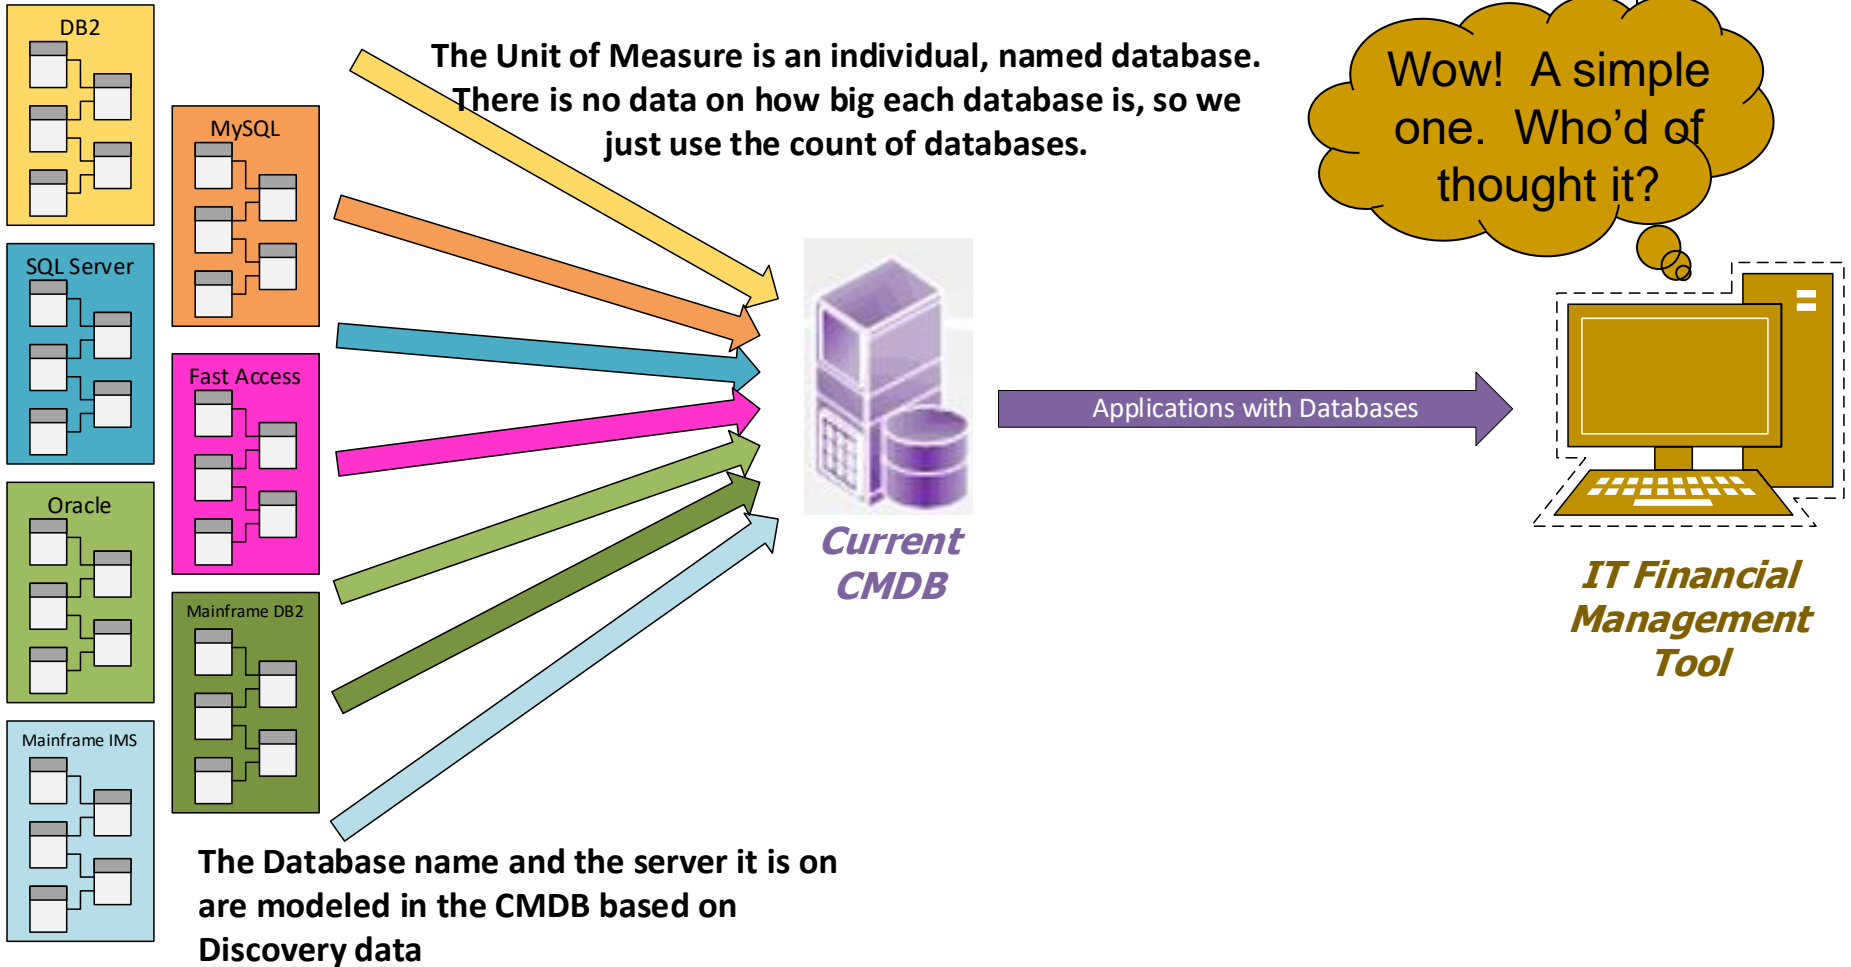 DB2
The Unit of Measure is an individual, named database.
There is no data on how big each database is, so we
just use the count of databases.
Wow!  A simple
one.  Who’d of
thought it?
MySQL
SQL Server
Fast Access
Applications with Databases
Oracle
Current
CMDB
IT Financial
Management
Tool
Mainframe DB2
Mainframe IMS
The Database name and the server it is on
are modeled in the CMDB based on
Discovery data